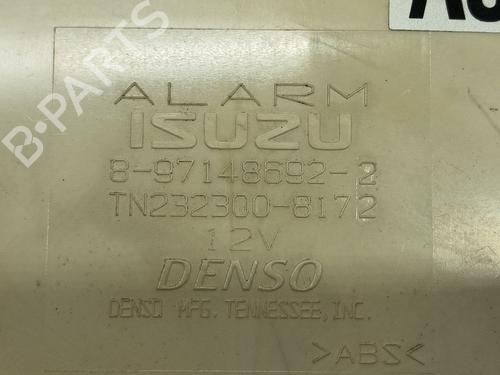 ALARM
ISUZU
8-97148692-2
TN232300-8172
12V
DENSO
DENSO MFG. TENNESSEE, INC.
>ABS<
B-PARTS